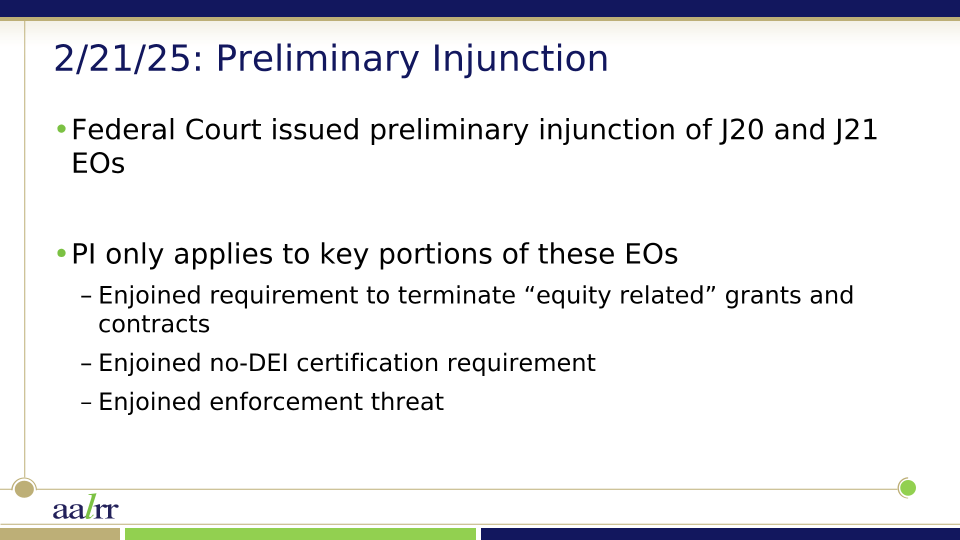 2/21/25: Preliminary Injunction
• Federal Court issued preliminary injunction of J20 and J21
EOs
• PI only applies to key portions of these EOs
– Enjoined requirement to terminate “equity related” grants and
contracts
– Enjoined no-DEI certification requirement
– Enjoined enforcement threat
aalrr